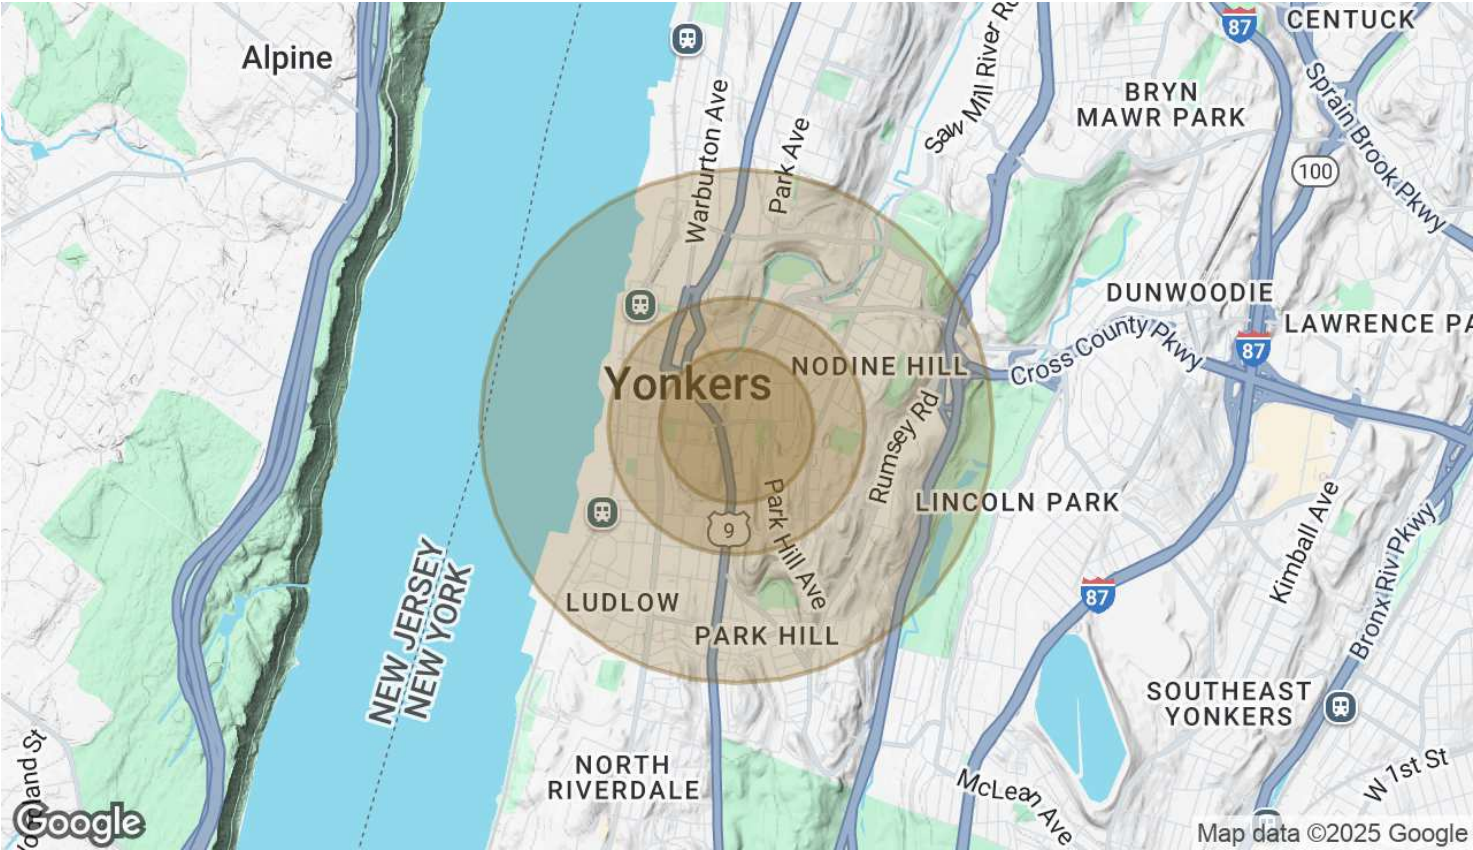 Alpine
CENTUCK
87
Saw Mill River R
BRYN
MAWR PARK
Sprain Brook Pkwy
100
Warburton Ave
Park Ave
DUNWOODIE
LAWRENCE PA
87
Cross County Pkwy
NODINE HILL
Yonkers
Rumsey Rd
LINCOLN PARK
Park Hill Ave
9
Kimball Ave
Bronx Riv Pkwy
NEW JERSEY
NEW YORK
87
LUDLOW
PARK HILL
SOUTHEAST
YONKERS
NORTH
RIVERDALE
McLean Ave
W 1st St
land St
Google
Map data ©2025 Google